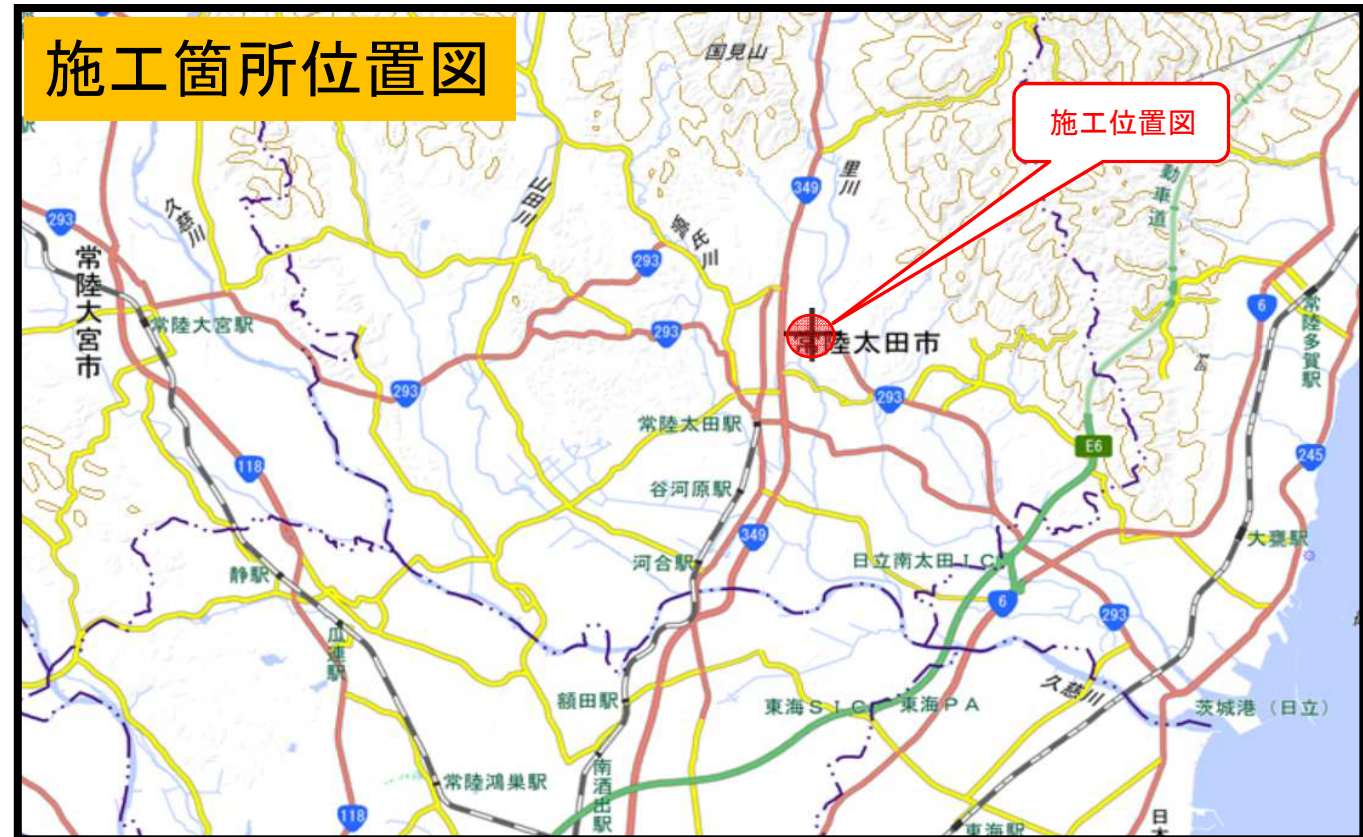 施工箇所位置図
国見山
施工位置図
里川
動車道
山田川
久慈川
源氏川
349
293
293
293
常陸大宮市
常陸大宮駅
6
常陸多賀駅
常陸太田市
293
293
常陸太田駅
E6
245
118
谷河原駅
349
大甕駅
河合駅
日立南太田IC
静駅
6
293
瓜連駅
久慈川
額田駅
東海SIC
東海PA
茨城港（日立）
常陸鴻巣駅
南酒出駅
118
東海駅
日